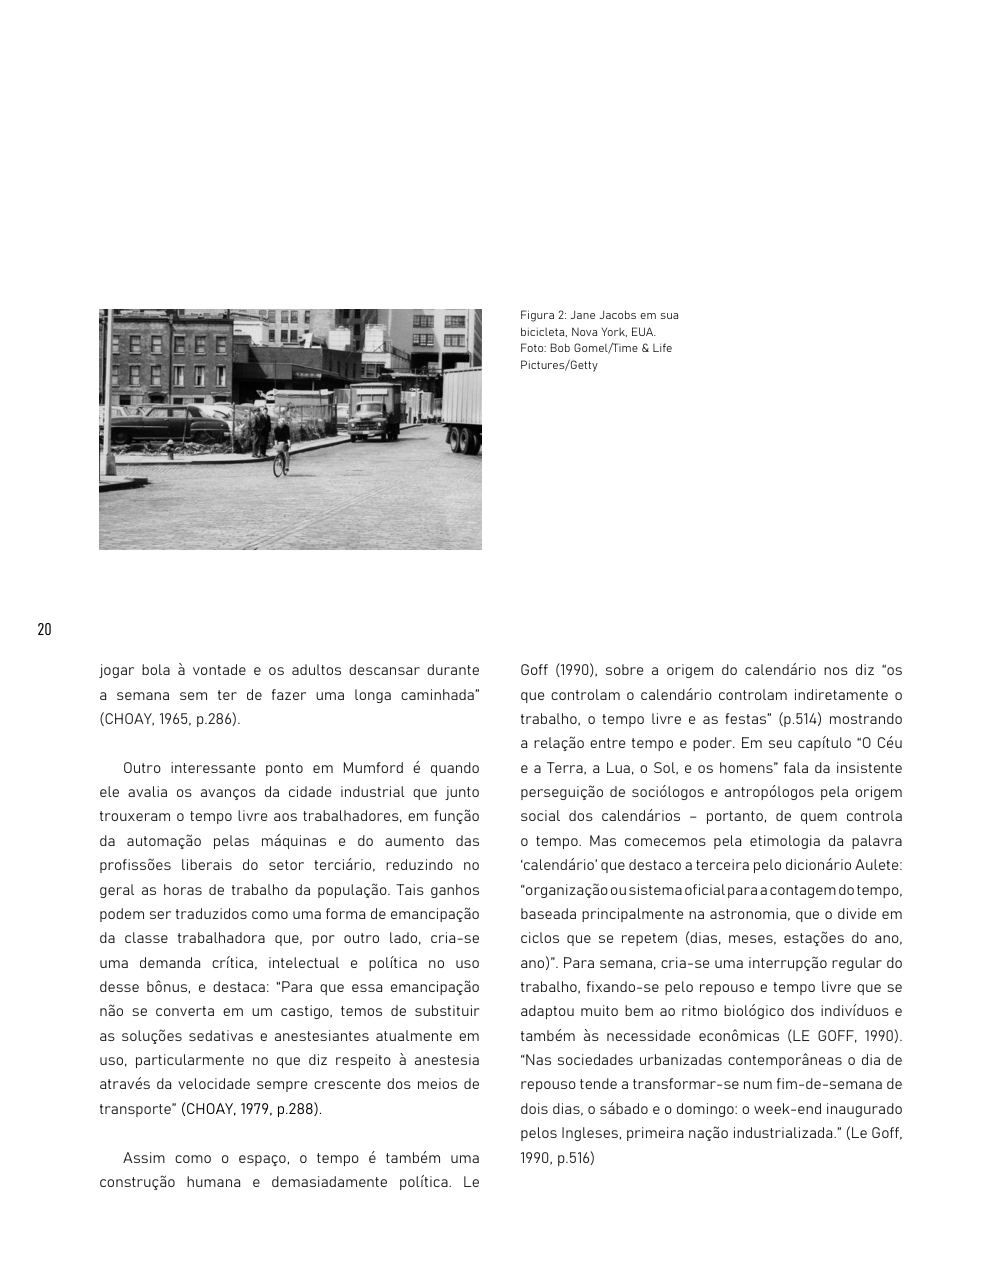 Figura 2: Jane Jacobs em sua
bicicleta, Nova York, EUA.
Foto: Bob Gomel/Time & Life
Pictures/Getty
20
jogar bola à vontade e os adultos descansar durante
a semana sem ter de fazer uma longa caminhada”
(CHOAY, 1965, p.286).
Outro interessante ponto em Mumford é quando
ele avalia os avanços da cidade industrial que junto
trouxeram o tempo livre aos trabalhadores, em função
da automação pelas máquinas e do aumento das
profissões liberais do setor terciário, reduzindo no
geral as horas de trabalho da população. Tais ganhos
podem ser traduzidos como uma forma de emancipação
da classe trabalhadora que, por outro lado, cria-se
uma demanda crítica, intelectual e política no uso
desse bônus, e destaca: “Para que essa emancipação
não se converta em um castigo, temos de substituir
as soluções sedativas e anestesiantes atualmente em
uso, particularmente no que diz respeito à anestesia
através da velocidade sempre crescente dos meios de
transporte” (CHOAY, 1979, p.288).
Assim como o espaço, o tempo é também uma
construção humana e demasiadamente política. Le
Goff (1990), sobre a origem do calendário nos diz “os
que controlam o calendário controlam indiretamente o
trabalho, o tempo livre e as festas” (p.514) mostrando
a relação entre tempo e poder. Em seu capítulo “O Céu
e a Terra, a Lua, o Sol, e os homens” fala da insistente
perseguição de sociólogos e antropólogos pela origem
social dos calendários – portanto, de quem controla
o tempo. Mas comecemos pela etimologia da palavra
‘calendário’ que destaco a terceira pelo dicionário Aulete:
“organização ou sistema oficial para a contagem do tempo,
baseada principalmente na astronomia, que o divide em
ciclos que se repetem (dias, meses, estações do ano,
ano)”. Para semana, cria-se uma interrupção regular do
trabalho, fixando-se pelo repouso e tempo livre que se
adaptou muito bem ao ritmo biológico dos indivíduos e
também às necessidade econômicas (LE GOFF, 1990).
“Nas sociedades urbanizadas contemporâneas o dia de
repouso tende a transformar-se num fim-de-semana de
dois dias, o sábado e o domingo: o week-end inaugurado
pelos Ingleses, primeira nação industrializada.” (Le Goff,
1990, p.516)